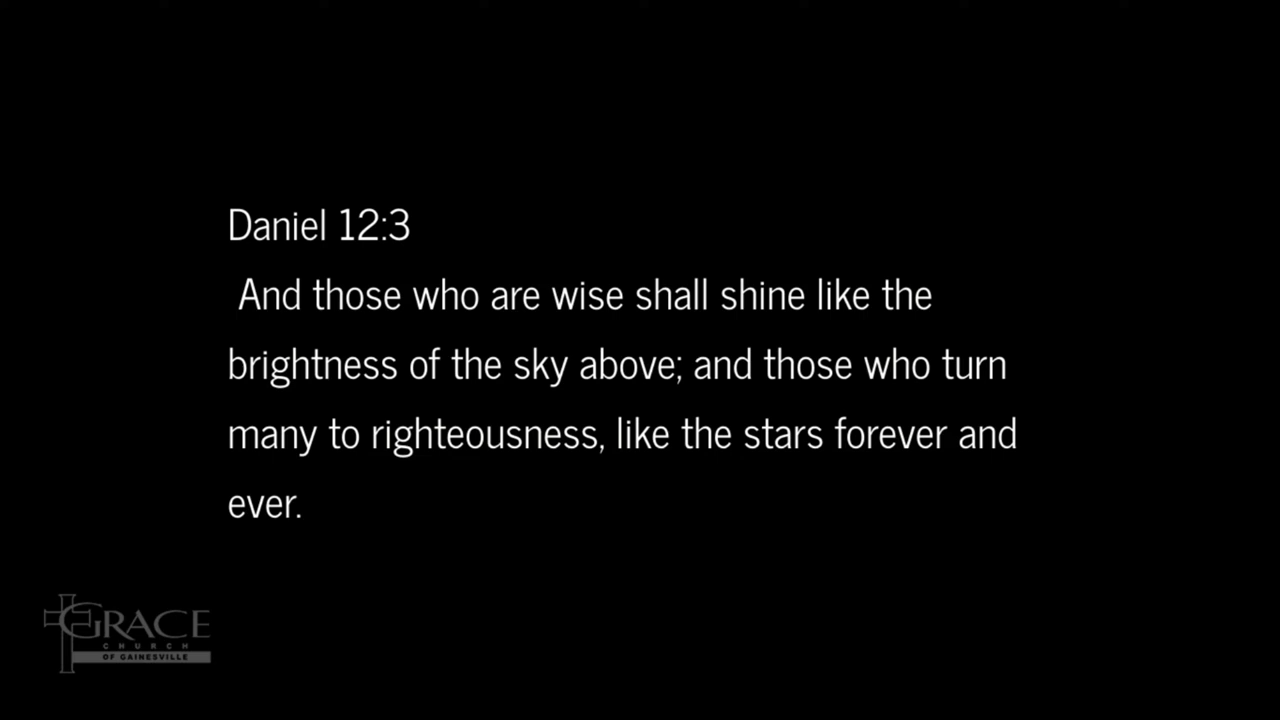 Daniel 12:3
And those who are wise shall shine like the
brightness of the sky above; and those who turn
many to righteousness, like the stars forever and
ever.
GRACE
CHURCH
OF GAINESVILLE